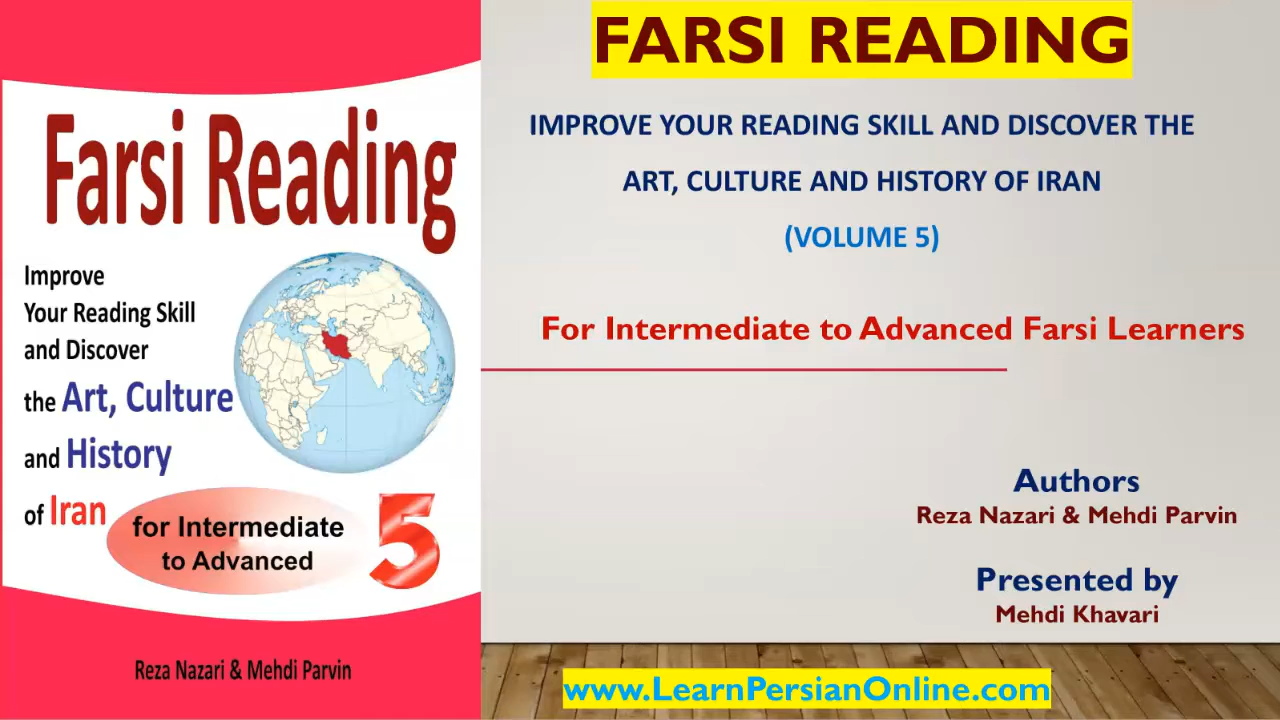 Farsi Reading
Improve
Your Reading Skill
and Discover
the Art, Culture
and History
of Iran
for Intermediate
to Advanced
5
Reza Nazari & Mehdi Parvin
FARSI READING
IMPROVE YOUR READING SKILL AND DISCOVER THE
ART, CULTURE AND HISTORY OF IRAN
(VOLUME 5)
For Intermediate to Advanced Farsi Learners
Authors
Reza Nazari & Mehdi Parvin
Presented by
Mehdi Khavari
www.LearnPersianOnline.com